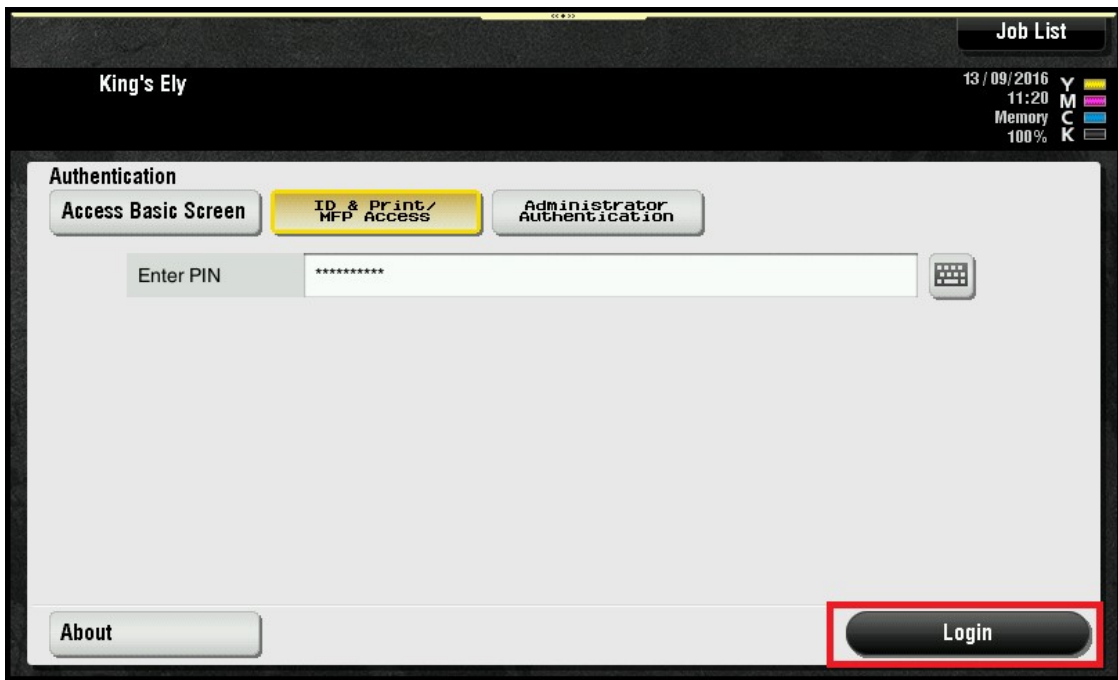 Job List
King's Ely
13/09/2016
11:20
Memory
100%
Y
M
C
K
Authentication
Access Basic Screen
ID & Print/
MFP Access
Administrator
Authentication
Enter PIN
**********
About
Login